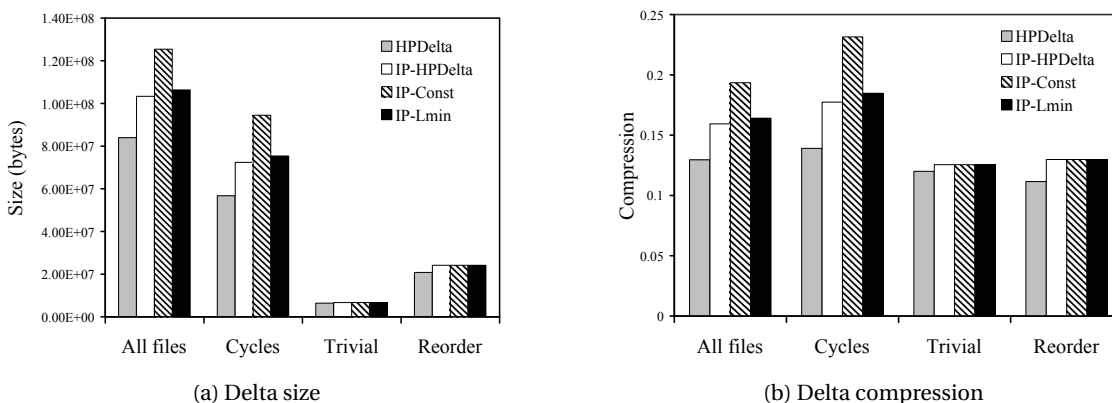 1.40E+08
1.20E+08
1.00E+08
8.00E+07
6.00E+07
4.00E+07
2.00E+07
0.00E+00
Size (bytes)
HPDelta
IP-HPDelta
IP-Const
IP-Lmin
All files Cycles Trivial Reorder
(a) Delta size
0.25
0.2
0.15
0.1
0.05
0
Compression
HPDelta
IP-HPDelta
IP-Const
IP-Lmin
All files Cycles Trivial Reorder
(b) Delta compression